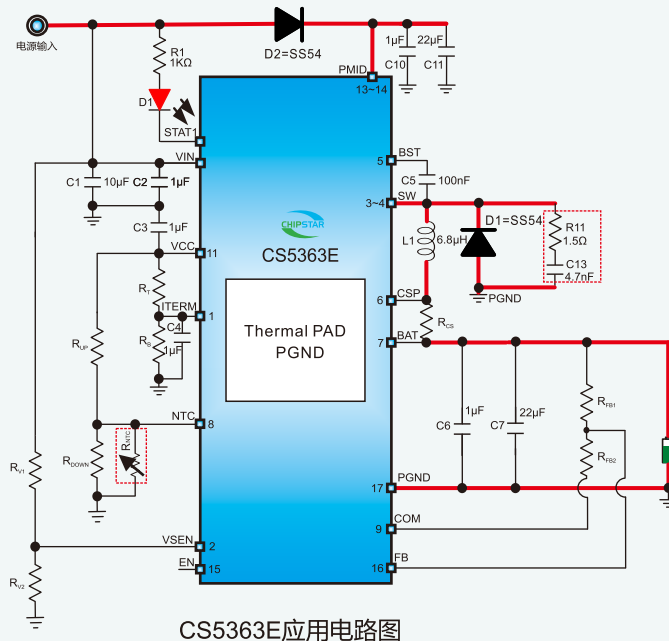 电源输入
R1
1KΩ
D1
D2=SS54
1μF
C10
22μF
C11
PMID
13~14
STAT1
VIN
5
BST
C5
100nF
3~4
SW
C1
10μF
C2
1μF
C3
1μF
VCC
11
CHIPSTAR
CS5363E
L1
6.8μH
D1=SS54
R11
1.5Ω
C13
4.7nF
PGND
RT
ITERM
1
RS
C4
1μF
6
CSP
RCS
7
BAT
Thermal PAD
PGND
RUP
NTC
8
RDOWN
RNTC
C6
1μF
C7
22μF
RFB1
RFB2
RV1
17
PGND
9
COM
VSEN
2
EN
15
16
FB
RV2
CS5363E应用电路图